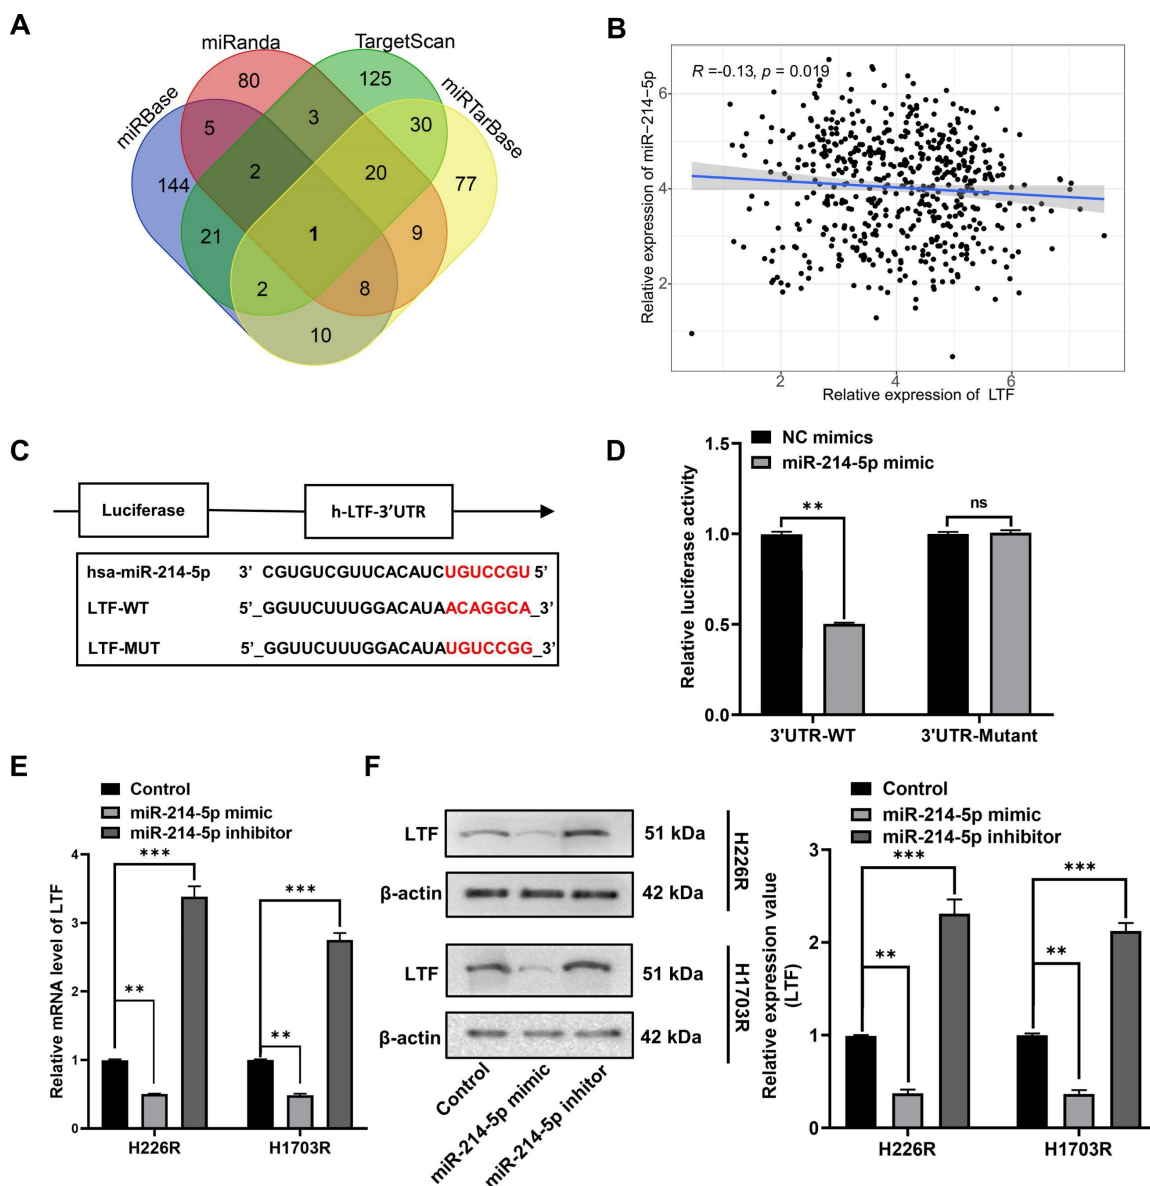 A
miRanda
TargetScan
miRBase
miRTarBase
80
125
5
3
30
144
2
20
77
21
1
9
2
8
10
B
R =-0.13, p = 0.019
Relative expression of miR-214-5p
6
4
2
2
4
6
Relative expression of LTF
C
Luciferase
h-LTF-3'UTR
hsa-miR-214-5p 3' CGUGUCGUUCACAUCUGUCCGU 5'
LTF-WT 5'_GGUUCUUUGGACAUAACAGGCA_3'
LTF-MUT 5'_GGUUCUUUGGACAUAUGUCCGG_3'
D
NC mimics
miR-214-5p mimic
Relative luciferase activity
1.5
1.0
0.5
0.0
**
ns
3'UTR-WT
3'UTR-Mutant
E
Control
miR-214-5p mimic
miR-214-5p inhibitor
Relative mRNA level of LTF
4
3
2
1
0
***
**
***
**
H226R
H1703R
F
LTF
51 kDa
β-actin
42 kDa
H226R
LTF
51 kDa
β-actin
42 kDa
H1703R
Control
miR-214-5p mimic
miR-214-5p inhitor
Control
miR-214-5p mimic
miR-214-5p inhibitor
Relative expression value
(LTF)
3
2
1
0
***
**
***
**
H226R
H1703R